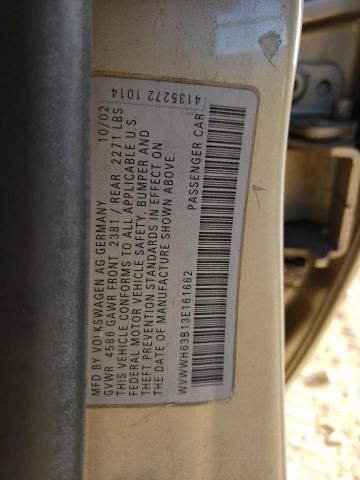 4135272 1014
MFD BY VOLKSWAGEN AG GERMANY 10/02
GVWR 4586 GAWR FRONT 2381 / REAR 2271 LBS
THIS VEHICLE CONFORMS TO ALL APPLICABLE U.S.
FEDERAL MOTOR VEHICLE SAFETY, BUMPER AND
THEFT PREVENTION STANDARDS IN EFFECT ON
THE DATE OF MANUFACTURE SHOWN ABOVE.
WVWWH63B13E161662 PASSENGER CAR